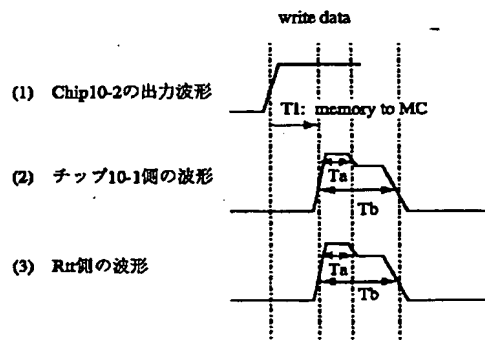 write data
(1) Chip10-2の出力波形
T1: memory to MC
(2) チップ10-1側の波形
Ta
Tb
(3) Rtt側の波形
Ta
Tb